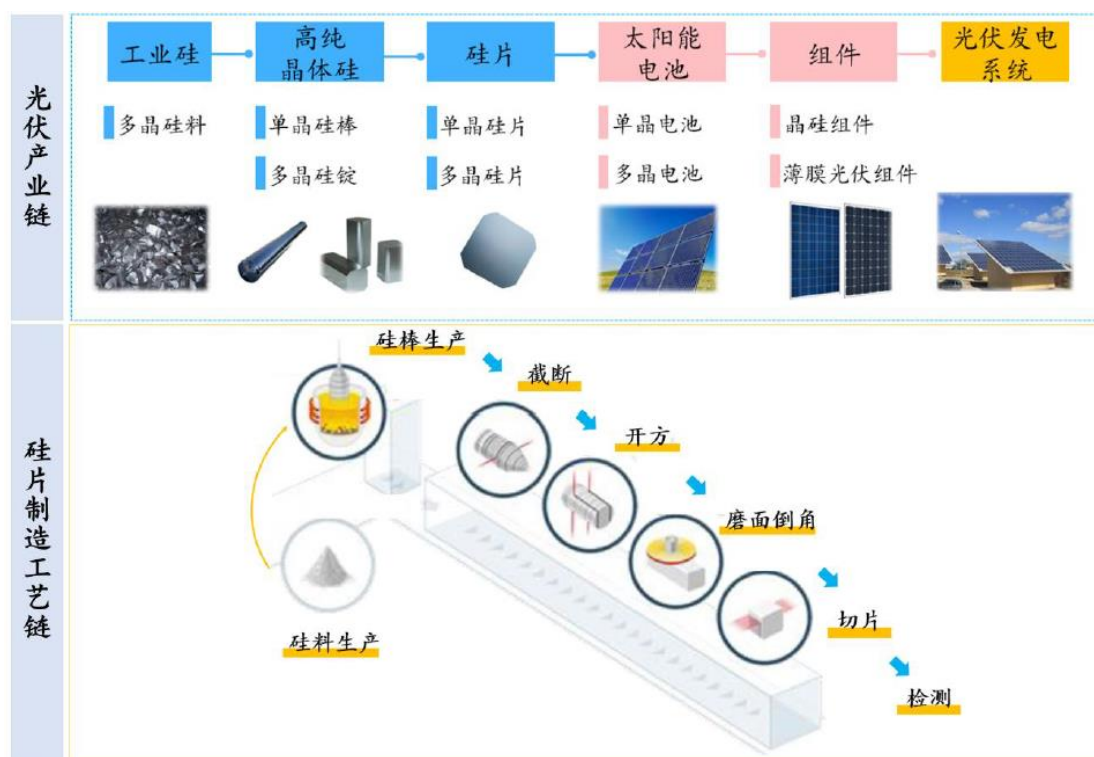 光伏产业链
工业硅
高纯
晶体硅
硅片
太阳能
电池
组件
光伏发电
系统
多晶硅料
单晶硅棒
单晶硅片
单晶电池
晶硅组件
多晶硅锭
多晶硅片
多晶电池
薄膜光伏组件
硅片制造工艺链
硅棒生产
截断
开方
磨面倒角
切片
检测
硅料生产